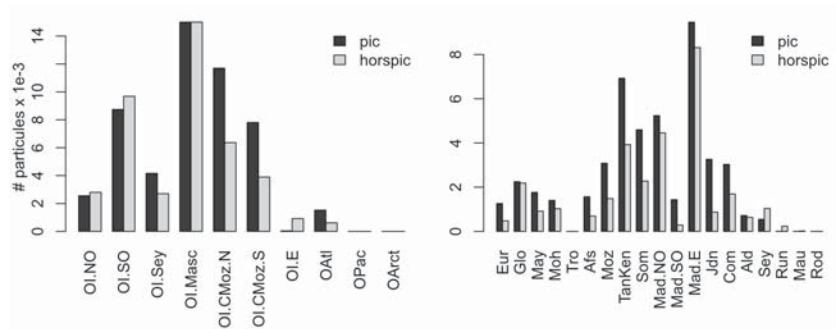 # particules x 1e-3
14
10
8
6
4
2
0
pic
horspic
OI.NO
OI.SO
OI.Sey
OI.Masc
OI.CMoz.N
OI.CMoz.S
OI.E
OAtl
OPac
OArct
8
6
4
2
0
pic
horspic
Eur
Glo
May
Moh
Tro
Afs
Moz
TanKen
Som
Mad.NO
Mad.SO
Mad.E
Jdn
Com
Ald
Sey
Run
Mau
Rod